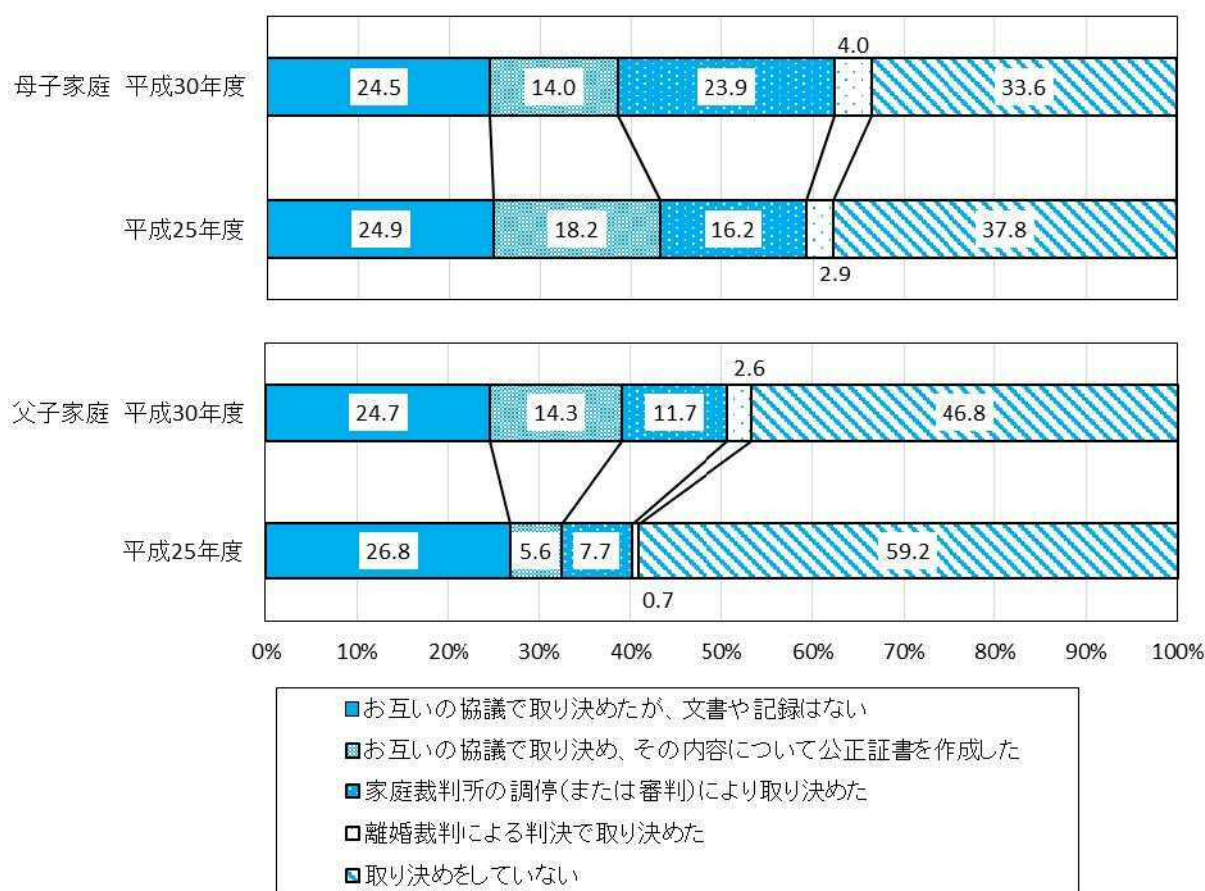 4.0
母子家庭 平成30年度 24.5 14.0 23.9 33.6
平成25年度 24.9 18.2 16.2 37.8
2.9
2.6
父子家庭 平成30年度 24.7 14.3 11.7 46.8
平成25年度 26.8 5.6 7.7 59.2
0.7
0% 10% 20% 30% 40% 50% 60% 70% 80% 90% 100%
お互いの協議で取り決めたが、文書や記録はない
お互いの協議で取り決め、その内容について公正証書を作成した
家庭裁判所の調停(または審判)により取り決めた
離婚裁判による判決で取り決めた
取り決めをしていない